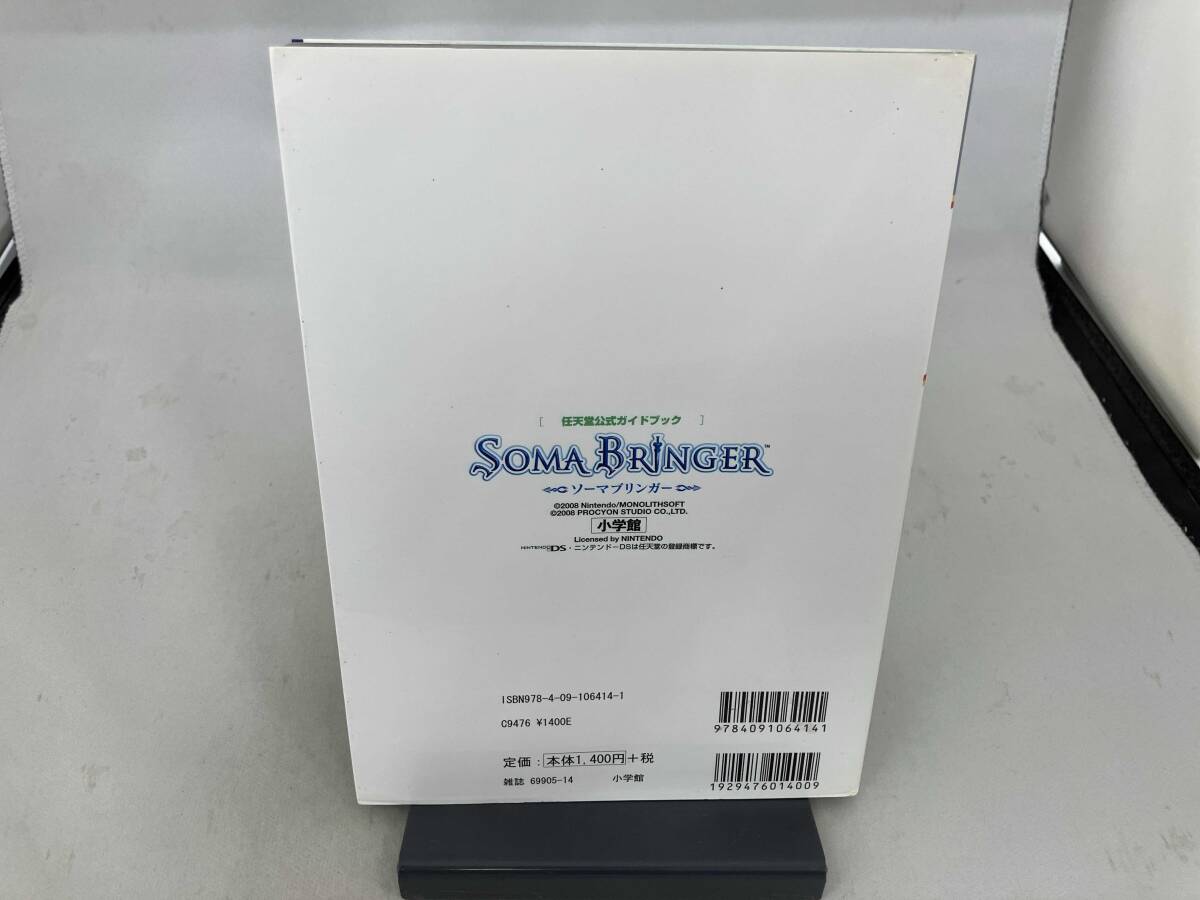 [ 任天堂公式ガイドブック ]
SOMA BRINGER™
ソーマブリンガー
©2008 Nintendo/MONOLITHSOFT
©2008 PROCYON STUDIO CO.,LTD.
小学館
Licensed by NINTENDO
NINTENDO DS・ニンテンドーDSは任天堂の登録商標です。
ISBN978-4-09-106414-1
C9476 ¥1400E
9784091064141
定価：本体1,400円+税
雑誌 69905-14 小学館
1929476014009